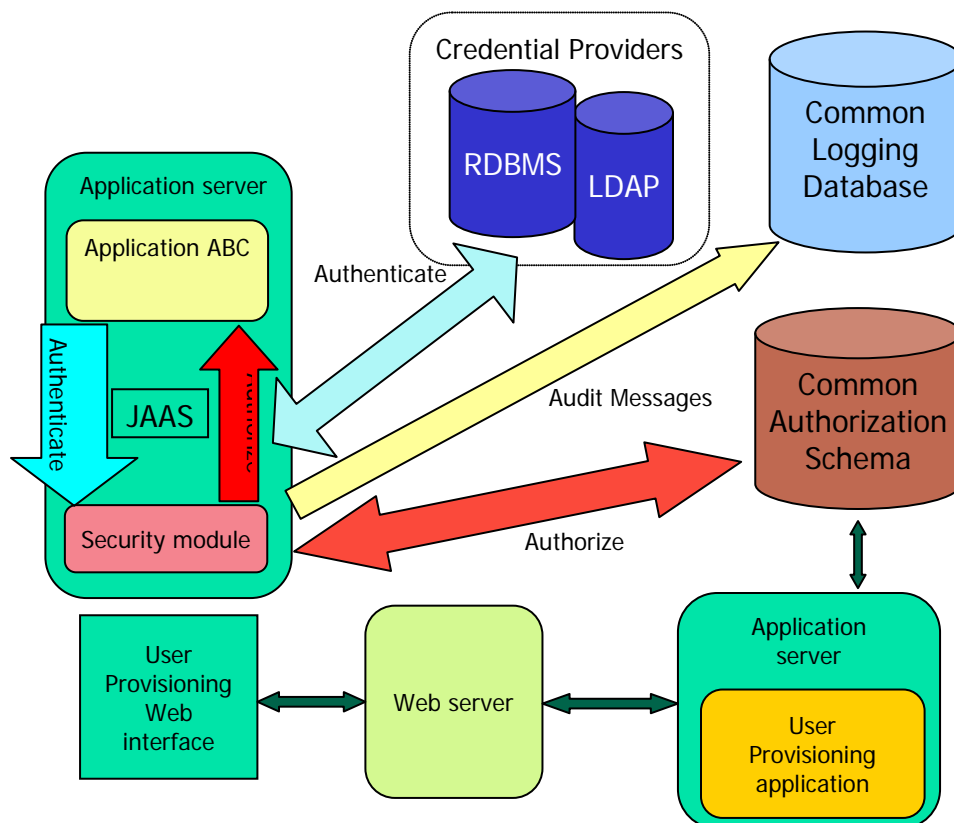 Credential Providers
RDBMS
LDAP
Common
Logging
Database
Application server
Application ABC
Authenticate
Authenticate
JAAS
Authorize
Security module
Audit Messages
Authorize
Common
Authorization
Schema
User
Provisioning
Web
interface
Web server
Application
server
User
Provisioning
application